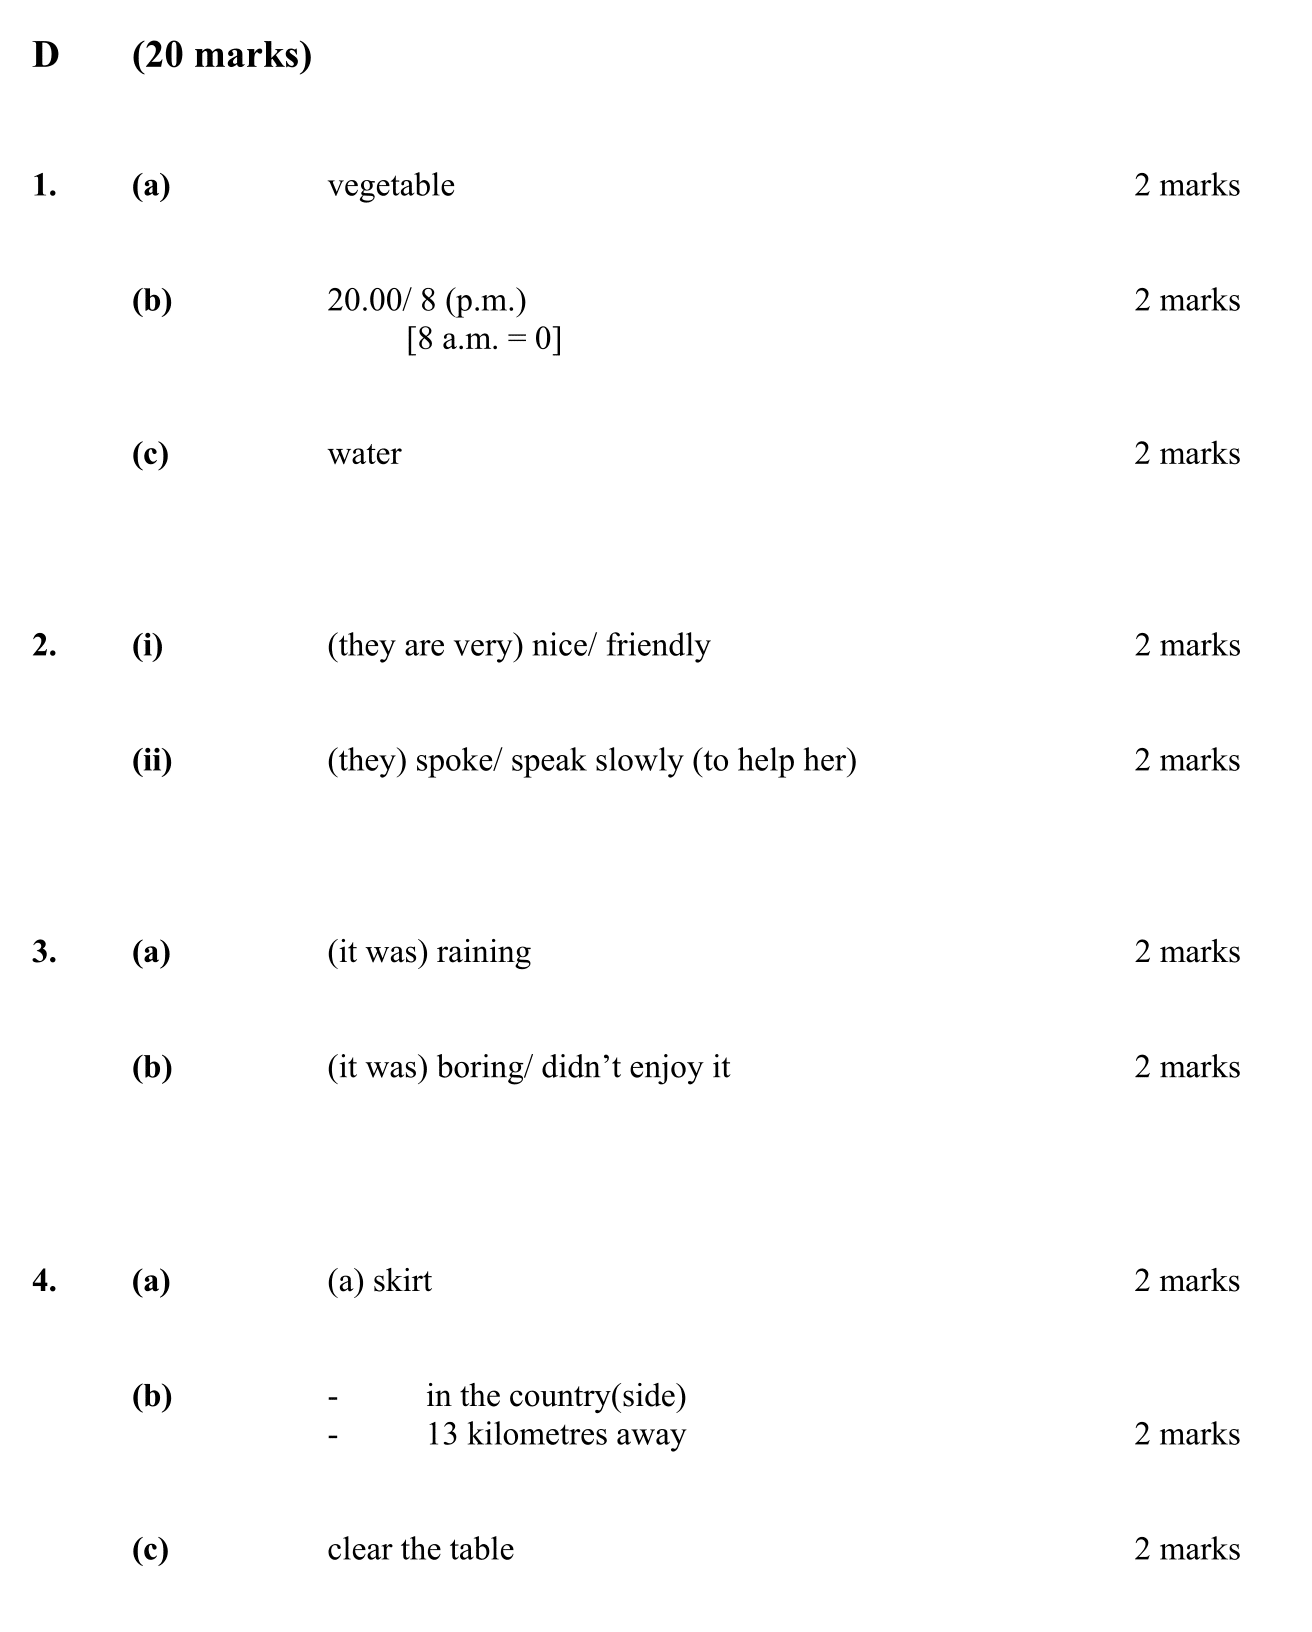 D (20 marks)
1. (a) vegetable 2 marks
(b) 20.00/ 8 (p.m.) 2 marks
[8 a.m. = 0]
(c) water 2 marks
2. (i) (they are very) nice/ friendly 2 marks
(ii) (they) spoke/ speak slowly (to help her) 2 marks
3. (a) (it was) raining 2 marks
(b) (it was) boring/ didn’t enjoy it 2 marks
4. (a) (a) skirt 2 marks
(b) - in the country(side)
- 13 kilometres away 2 marks
(c) clear the table 2 marks